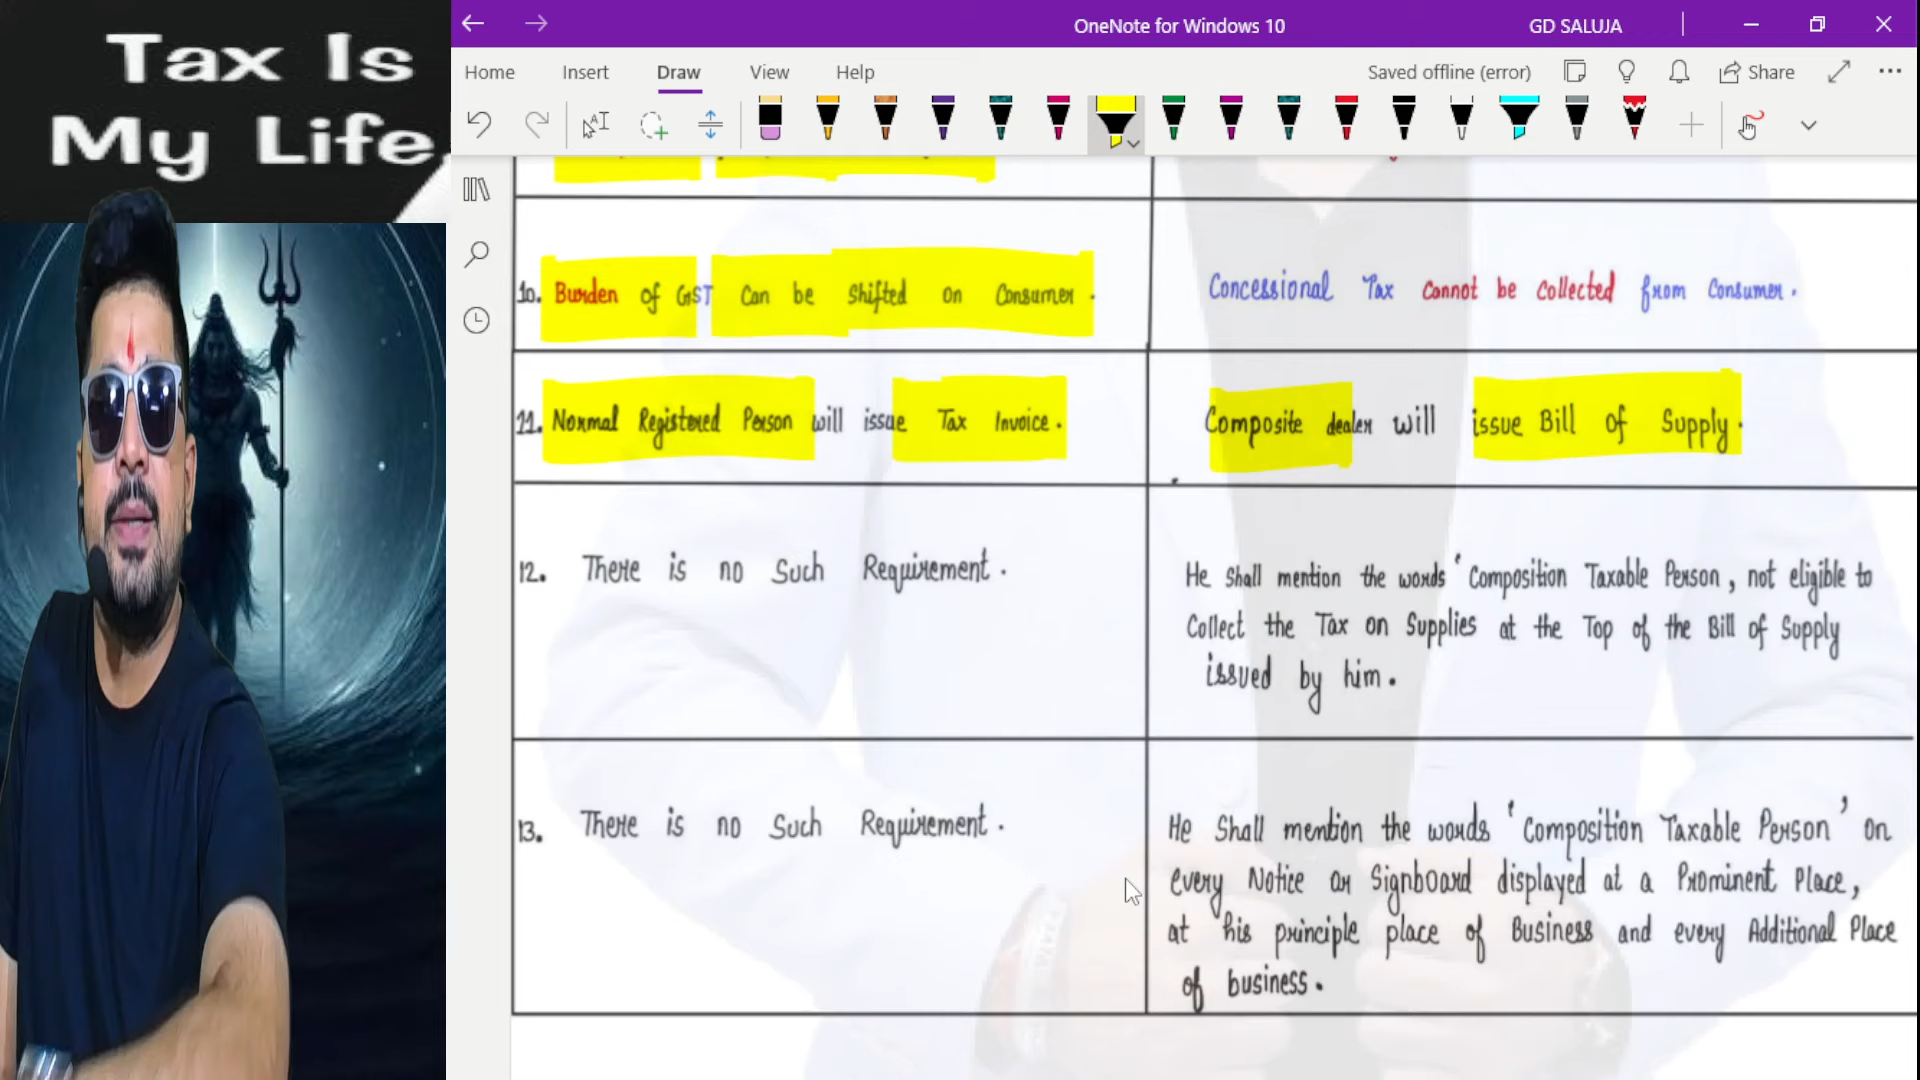 Tax Is
My Life,
OneNote for Windows 10
GD SALUJA
Home Insert Draw View Help
Saved offline (error)
Share
10. Burden of GST Can be Shifted on Consumer.
Concessional Tax Cannot be Collected from Consumer.
11. Normal Registered Person will issue Tax Invoice.
Composite dealer will issue Bill of Supply.
12. There is no Such Requirement.
He Shall mention the words 'Composition Taxable Person, not eligible to
Collect the Tax on Supplies at the Top of the Bill of Supply
issued by him.
13. There is no Such Requirement.
He Shall mention the words 'Composition Taxable Person' on
every Notice or Signboard displayed at a Prominent Place,
at his principle place of Business and every Additional Place
of business.